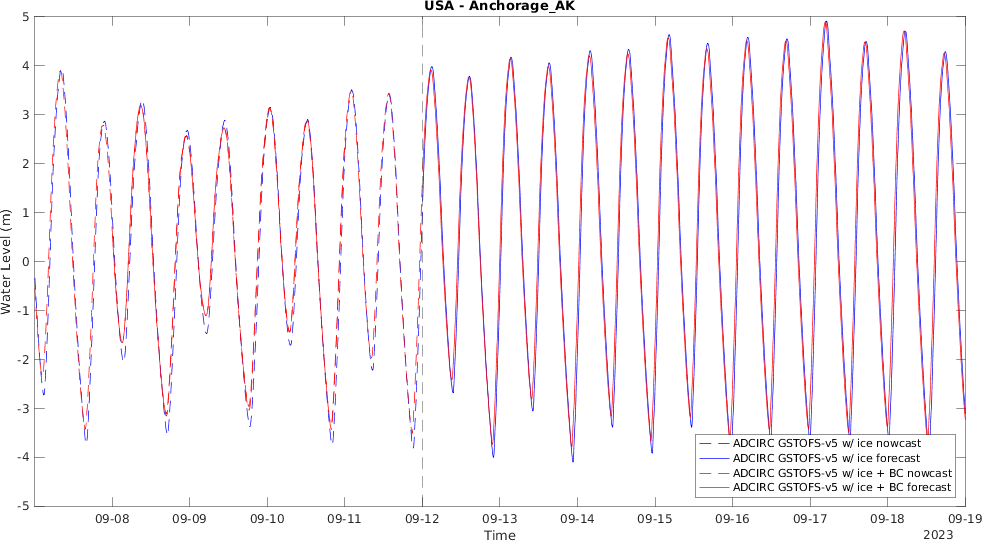 USA - Anchorage_AK
5
4
3
2
1
0
-1
-2
-3
-4
-5
Water Level (m)
ADCIRC GSTOFS-v5 w/ ice nowcast
ADCIRC GSTOFS-v5 w/ ice forecast
ADCIRC GSTOFS-v5 w/ ice + BC nowcast
ADCIRC GSTOFS-v5 w/ ice + BC forecast
09-08 09-09 09-10 09-11 09-12 09-13 09-14 09-15 09-16 09-17 09-18 09-19
Time
2023